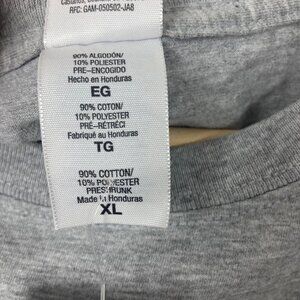 RFC: GAM-050502-JA8
90% ALGODÓN/
10% POLIESTER
PRE-ENCOGIDO
Hecho en Honduras
EG
90% COTON/
10% POLYESTER
PRÉ-RÉTRÉCI
Fabriqué au Honduras
TG
90% COTTON/
10% POLYESTER
PRESHRUNK
Made in Honduras
XL